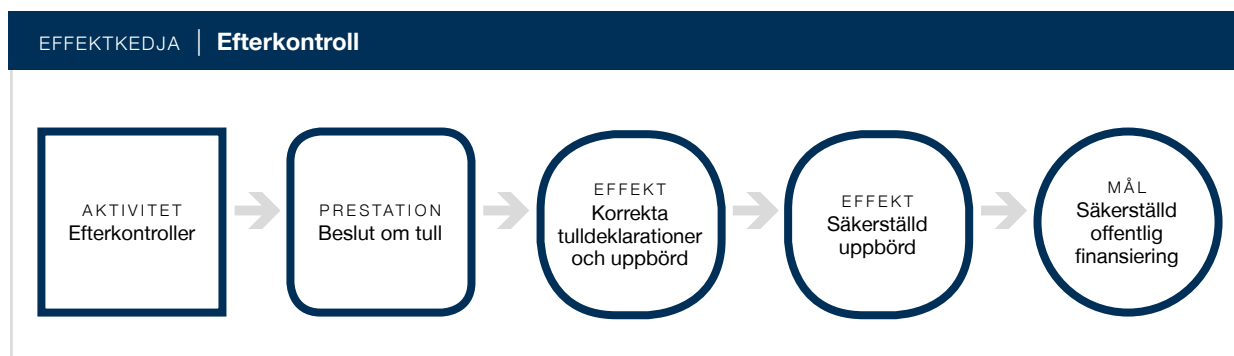 EFFEKTKEDJA | Efterkontroll
AKTIVITET
Efterkontroller
PRESTATION
Beslut om tull
EFFEKT
Korrekta
tulldeklarationer
och uppbörd
EFFEKT
Säkerställd
uppbörd
MÅL
Säkerställd
offentlig
finansiering